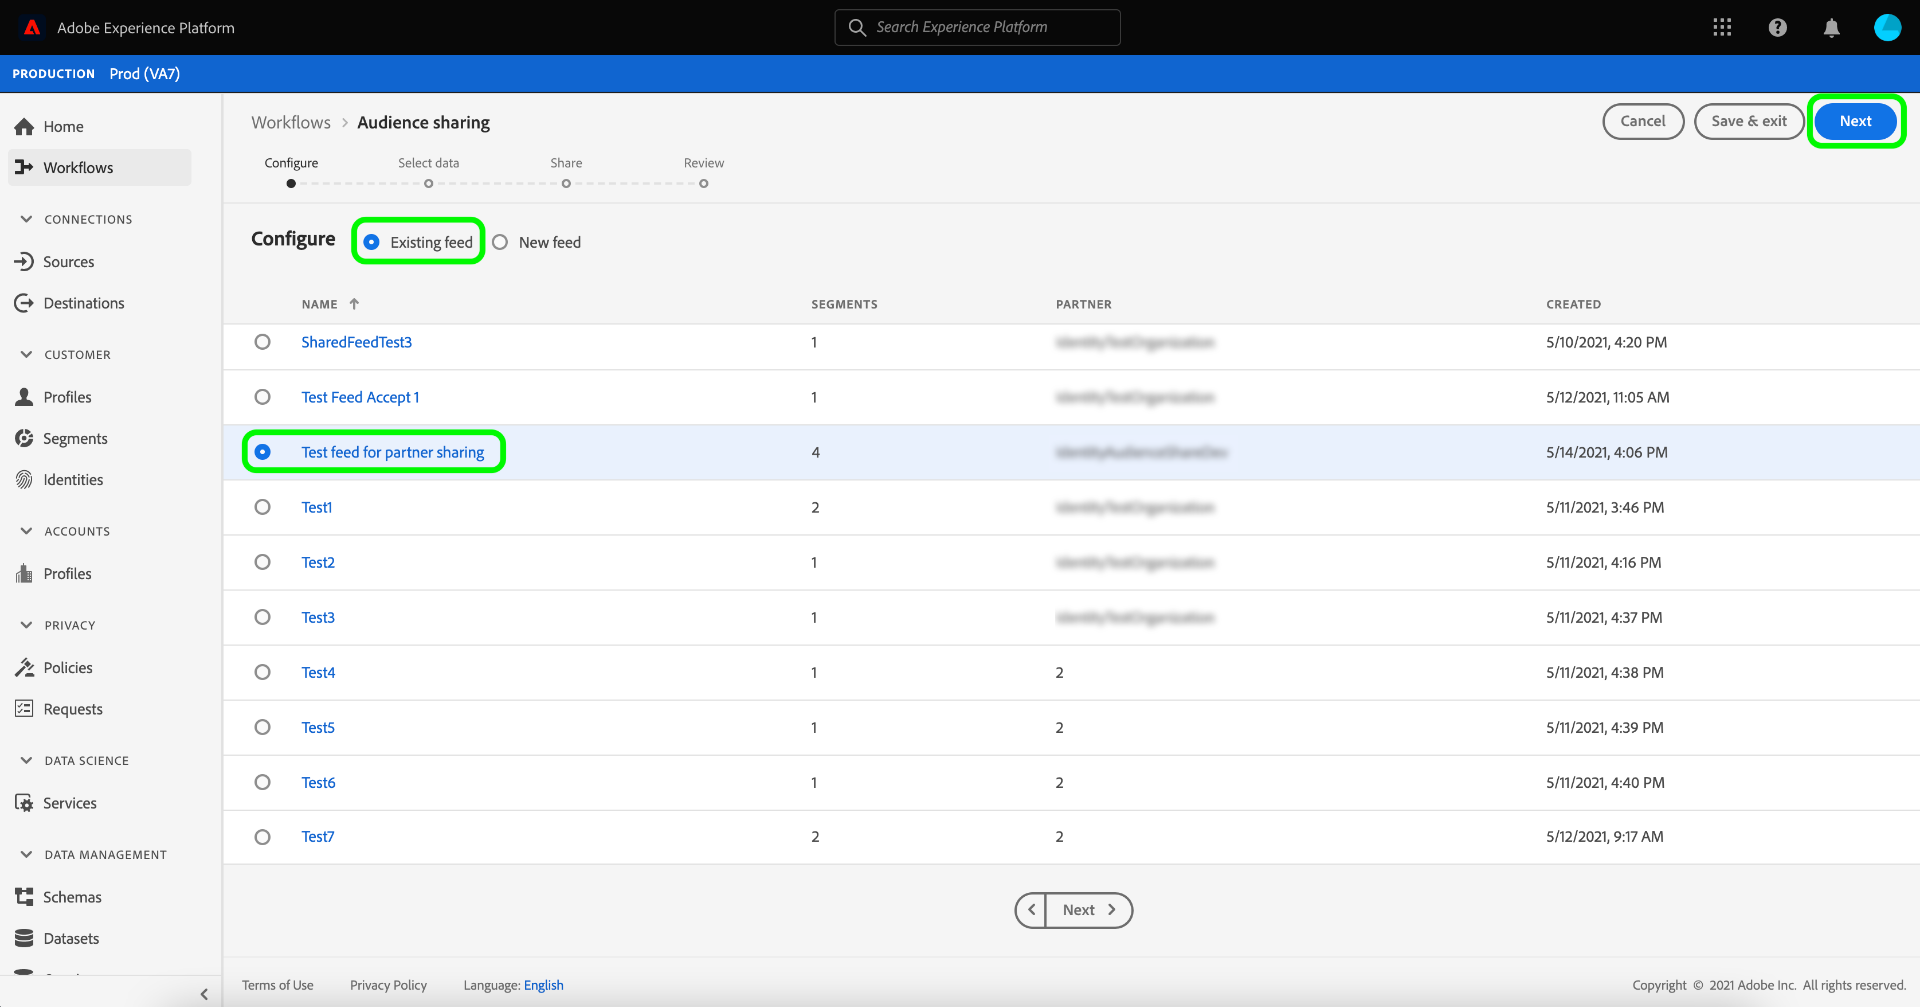 Adobe Experience Platform
Search Experience Platform
PRODUCTION Prod (VA7)
Home
Workflows
CONNECTIONS
Sources
Destinations
CUSTOMER
Profiles
Segments
Identities
ACCOUNTS
Profiles
PRIVACY
Policies
Requests
DATA SCIENCE
Services
DATA MANAGEMENT
Schemas
Datasets
Workflows > Audience sharing
Cancel Save & exit Next
Configure Select data Share Review
Configure Existing feed New feed
NAME ↑ SEGMENTS PARTNER CREATED
SharedFeedTest3 1 5/10/2021, 4:20 PM
Test Feed Accept 1 1 5/12/2021, 11:05 AM
Test feed for partner sharing 4 5/14/2021, 4:06 PM
Test1 2 5/11/2021, 3:46 PM
Test2 1 5/11/2021, 4:16 PM
Test3 1 5/11/2021, 4:37 PM
Test4 1 2 5/11/2021, 4:38 PM
Test5 1 2 5/11/2021, 4:39 PM
Test6 1 2 5/11/2021, 4:40 PM
Test7 2 2 5/12/2021, 9:17 AM
< Next >
Terms of Use Privacy Policy Language: English Copyright © 2021 Adobe Inc. All rights reserved.